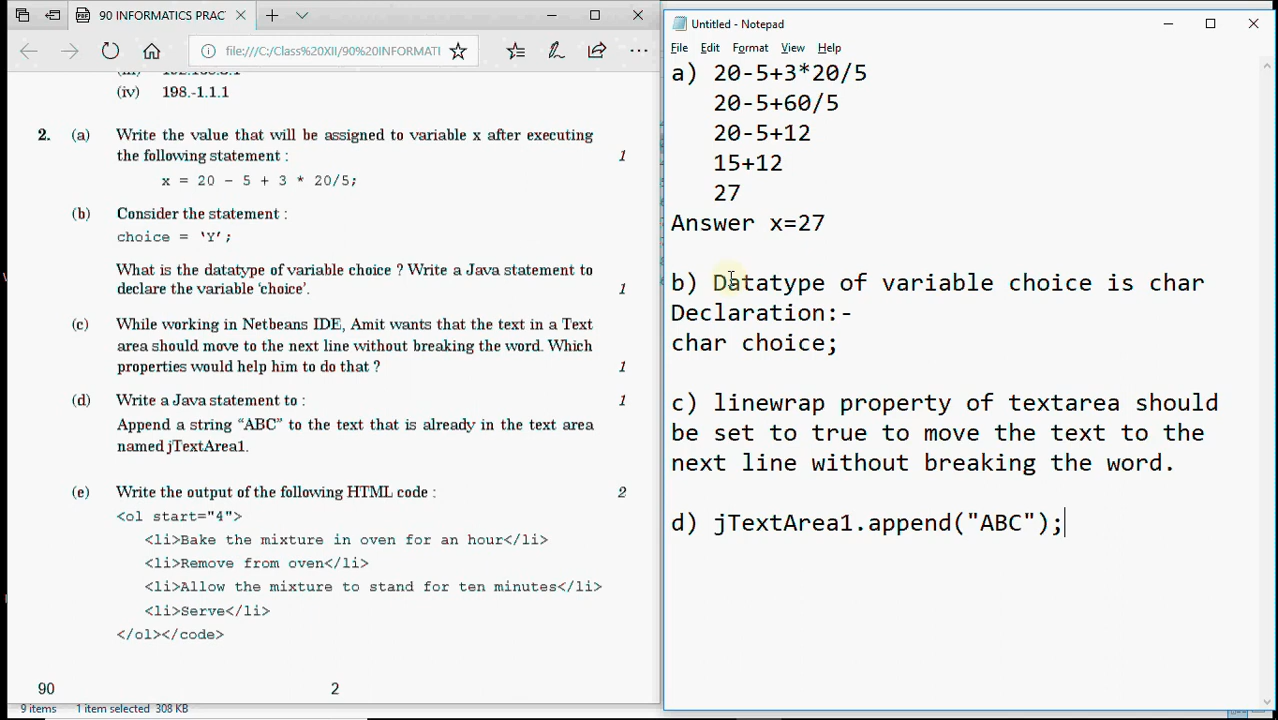 90 INFORMATICS PRAC
file:///C:/Class%20XII/90%20INFORMATI
(iv) 198.-1.1.1
2. (a) Write the value that will be assigned to variable x after executing
the following statement : 1
x = 20 – 5 + 3 * 20/5;
(b) Consider the statement :
choice = ‘Y’;
What is the datatype of variable choice ? Write a Java statement to
declare the variable ‘choice’. 1
(c) While working in Netbeans IDE, Amit wants that the text in a Text
area should move to the next line without breaking the word. Which
properties would help him to do that ? 1
(d) Write a Java statement to : 1
Append a string “ABC” to the text that is already in the text area
named jTextArea1.
(e) Write the output of the following HTML code : 2
<ol start="4">
<li>Bake the mixture in oven for an hour</li>
<li>Remove from oven</li>
<li>Allow the mixture to stand for ten minutes</li>
<li>Serve</li>
</ol></code>
90 2
9 items 1 item selected 308 KB
Untitled - Notepad
File Edit Format View Help
a) 20-5+3*20/5
20-5+60/5
20-5+12
15+12
27
Answer x=27
b) Datatype of variable choice is char
Declaration:-
char choice;
c) linewrap property of textarea should
be set to true to move the text to the
next line without breaking the word.
d) jTextArea1.append("ABC");